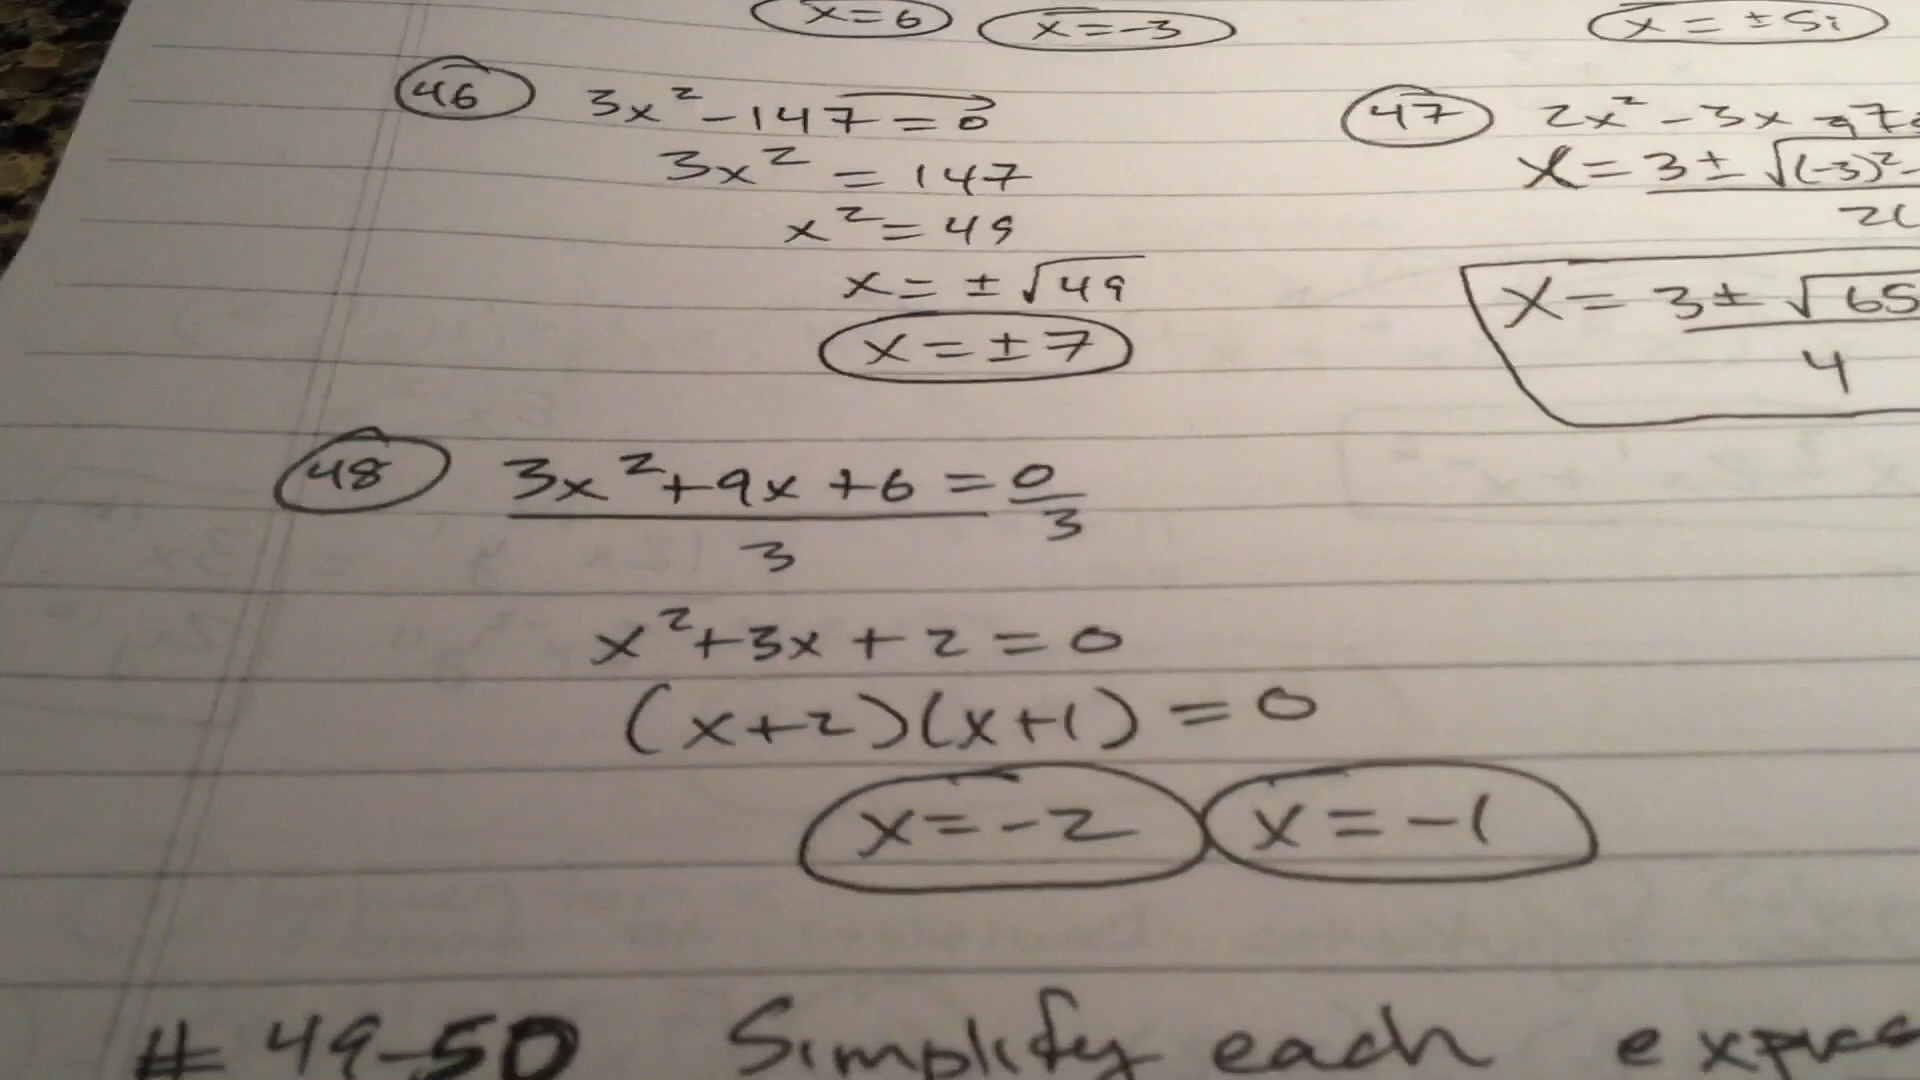 x=6 x=-3 x=±5i
46 3x²-147=0
3x²=147
x²=49
x=±√49
x=±7
47 2x²-3x-7=
x=3±√(-3)²-
2(
x=3±√65
4
48 3x²+9x+6=0
3 3
x²+3x+2=0
(x+2)(x+1)=0
x=-2 x=-1
# 49-50 Simplify each